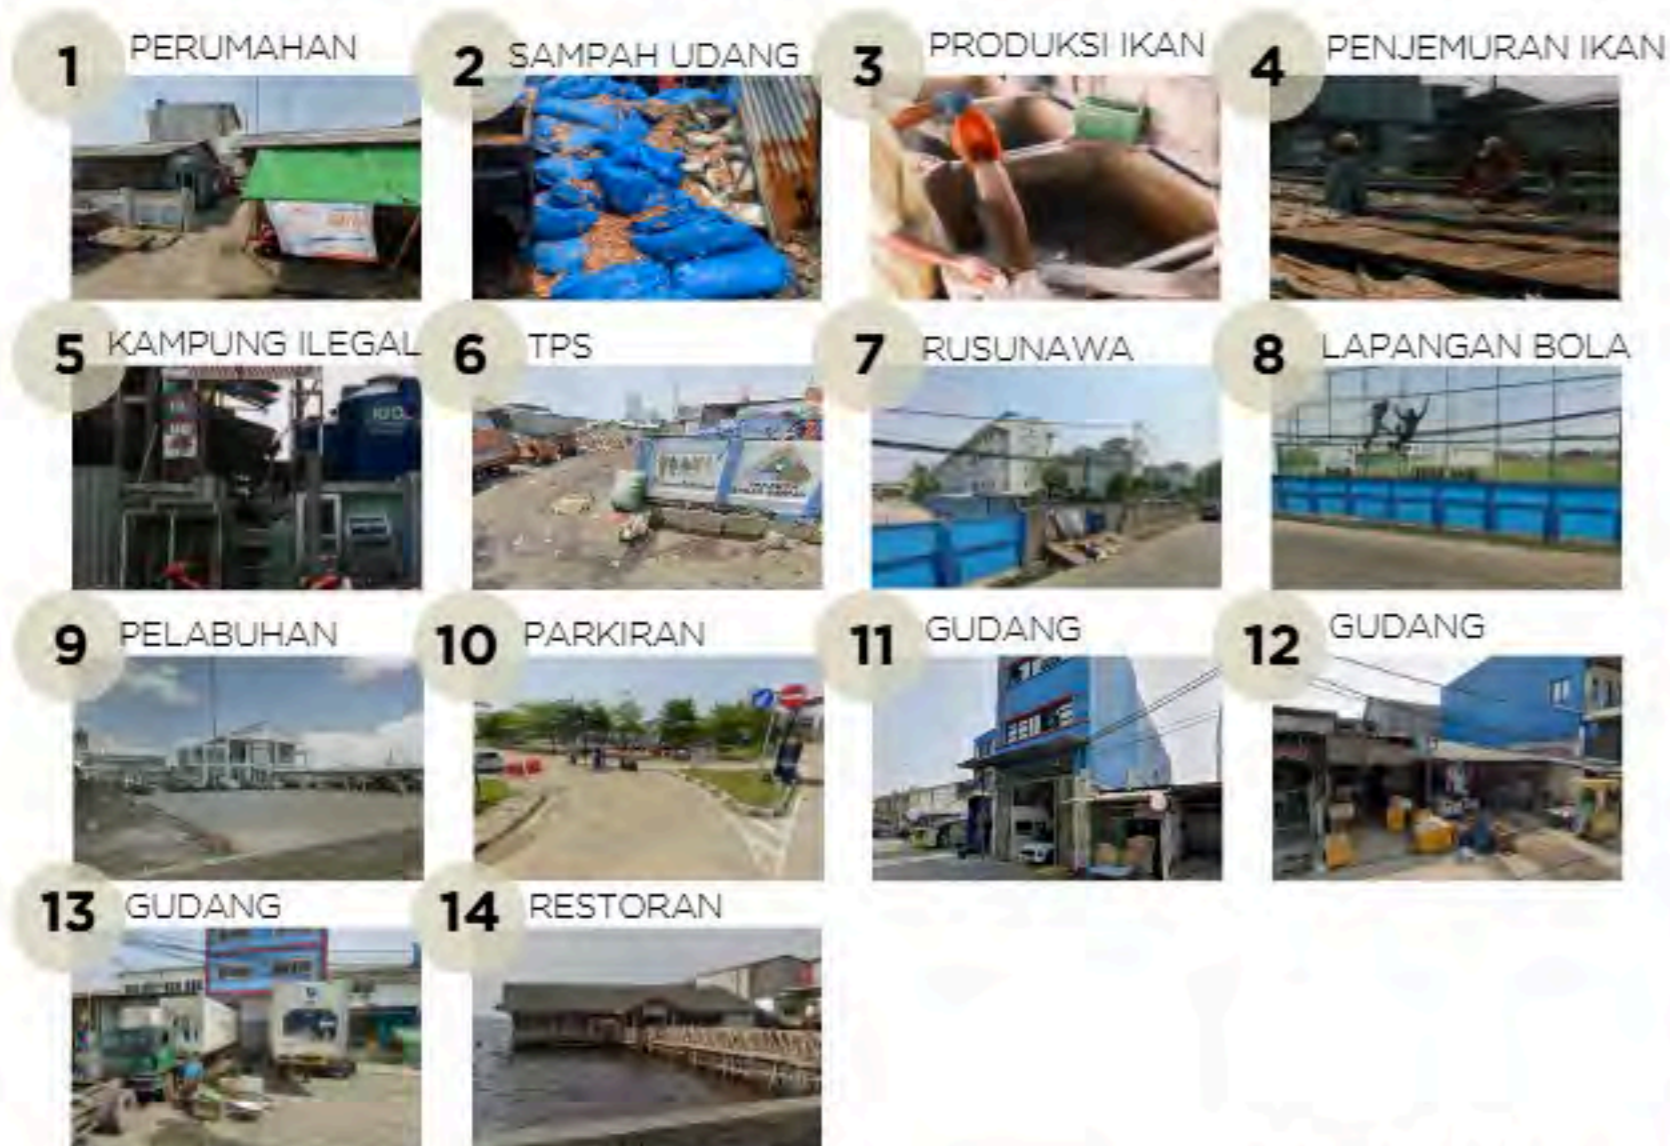 1 PERUMAHAN
2 SAMPAH UDANG
3 PRODUKSI IKAN
4 PENJEMURAN IKAN
5 KAMPUNG ILEGAL
6 TPS
7 RUSUNAWA
8 LAPANGAN BOLA
9 PELABUHAN
10 PARKIRAN
11 GUDANG
12 GUDANG
13 GUDANG
14 RESTORAN